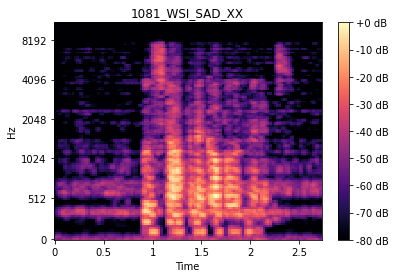 1081_WSI_SAD_XX
8192
4096
2048
1024
512
0
Hz
0
0.5
1
1.5
2
2.5
Time
+0 dB
-10 dB
-20 dB
-30 dB
-40 dB
-50 dB
-60 dB
-70 dB
-80 dB